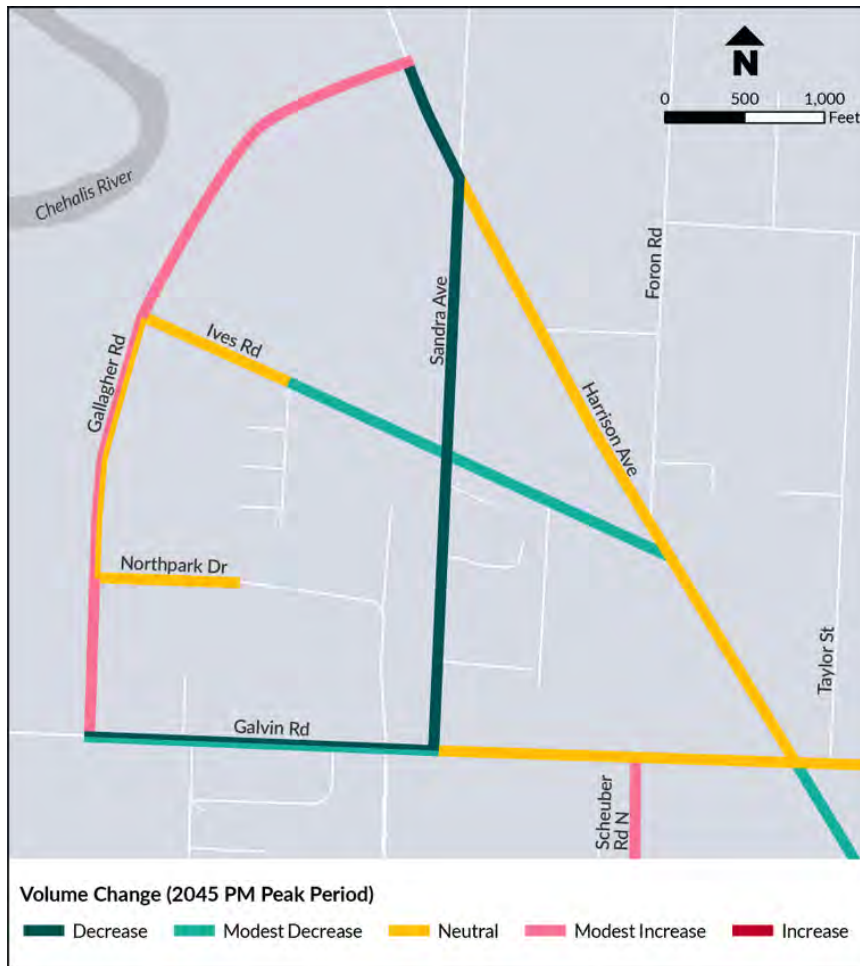 N
0 500 1,000
Feet
Chehalis River
Foron Rd
Sandra Ave
Ives Rd
Gallagher Rd
Harrison Ave
Northpark Dr
Taylor St
Galvin Rd
Scheuber
Rd N
Volume Change (2045 PM Peak Period)
Decrease Modest Decrease Neutral Modest Increase Increase